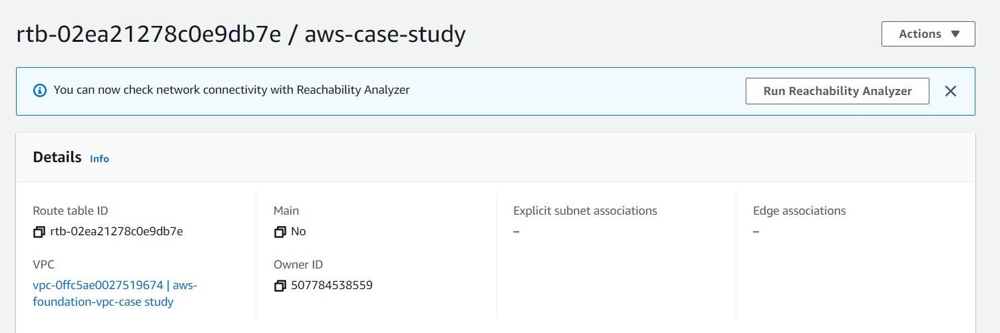 rtb-02ea21278c0e9db7e / aws-case-study
Actions
You can now check network connectivity with Reachability Analyzer
Run Reachability Analyzer
Details Info
Route table ID
rtb-02ea21278c0e9db7e
Main
No
Explicit subnet associations
–
Edge associations
–
VPC
vpc-0ffc5ae0027519674 | aws-
foundation-vpc-case study
Owner ID
507784538559